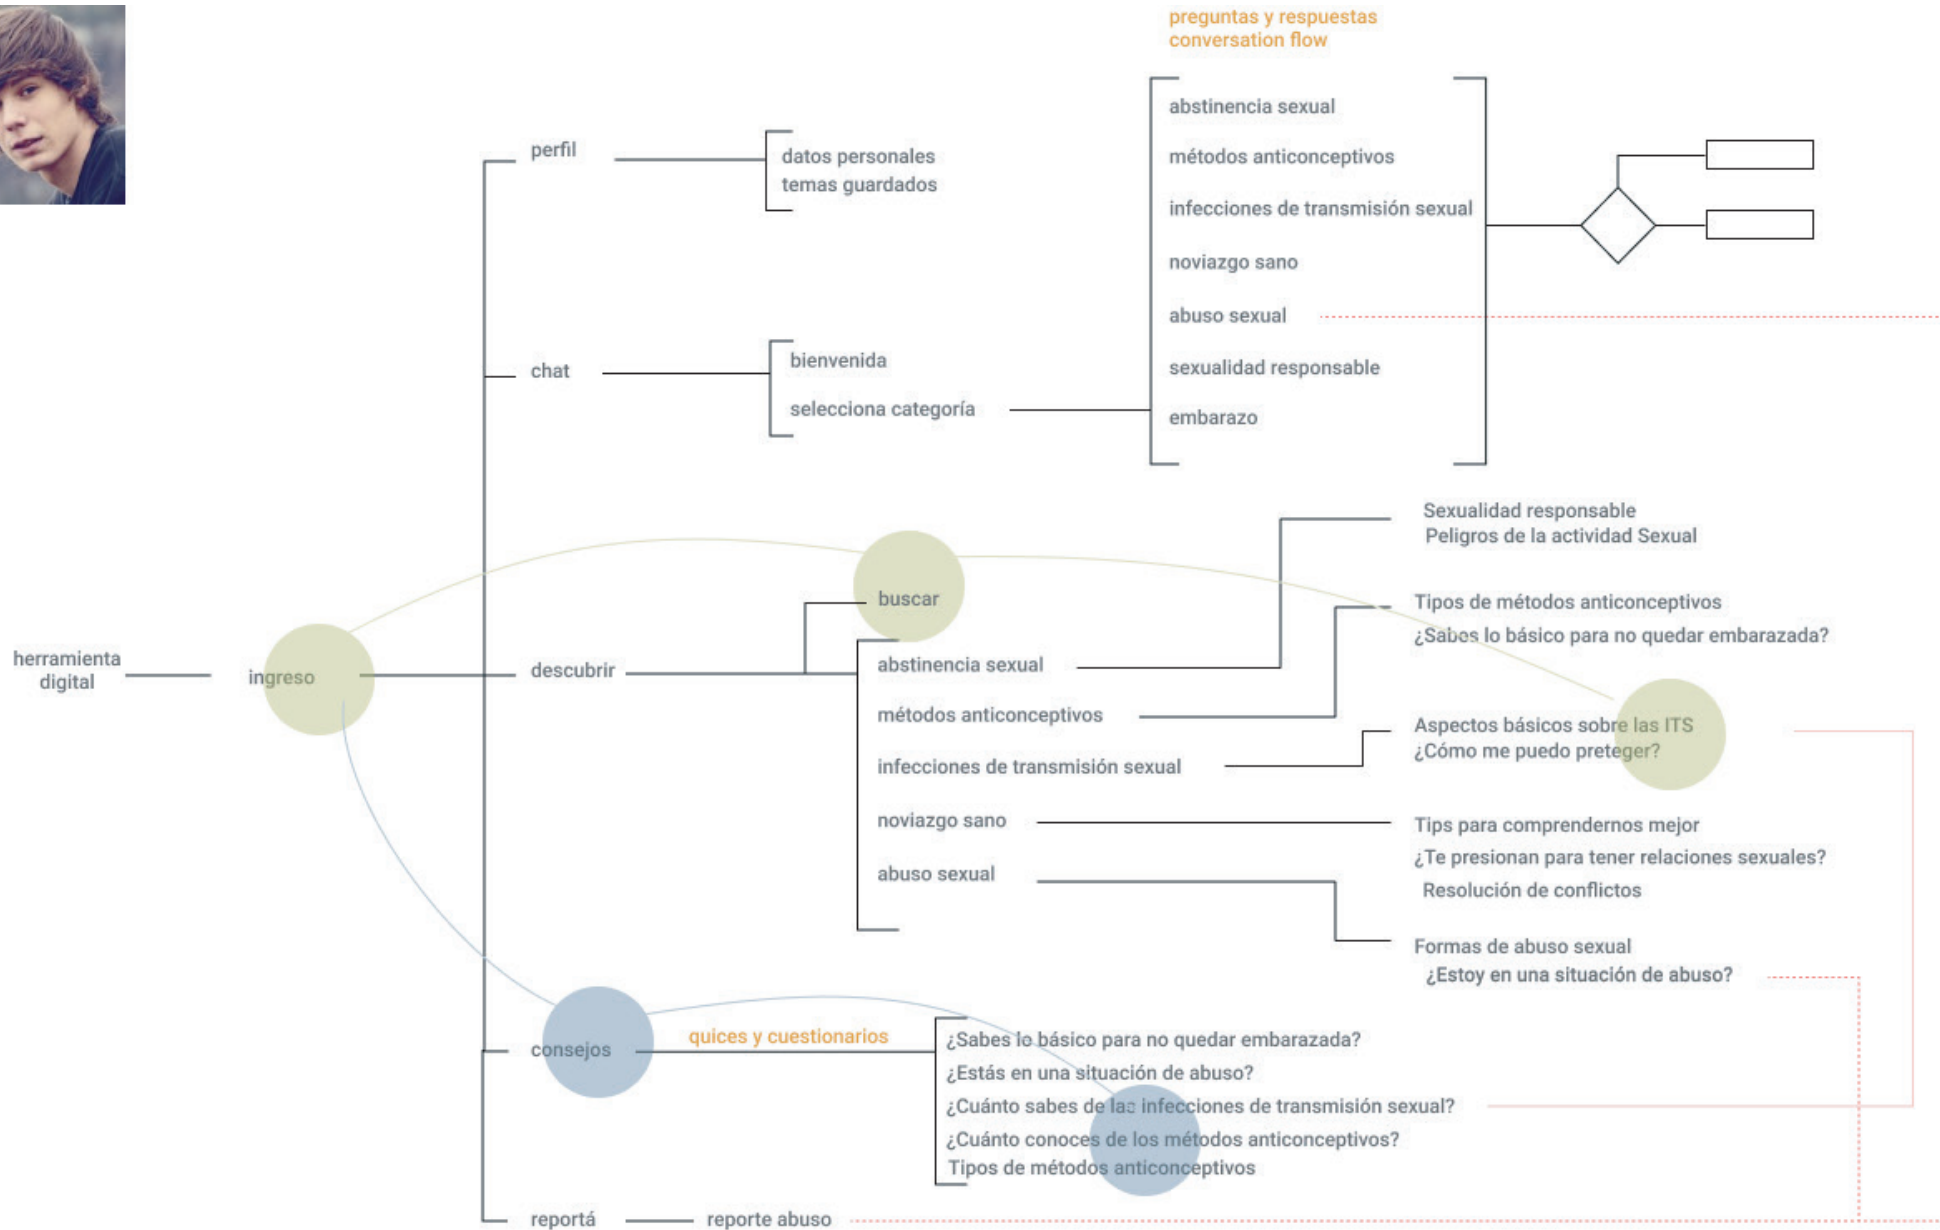 preguntas y respuestas
conversation flow
abstinencia sexual
métodos anticonceptivos
infecciones de transmisión sexual
noviazgo sano
abuso sexual
sexualidad responsable
embarazo
perfil
datos personales
temas guardados
chat
bienvenida
selecciona categoría
herramienta
digital
ingreso
descubrir
buscar
abstinencia sexual
métodos anticonceptivos
infecciones de transmisión sexual
noviazgo sano
abuso sexual
Sexualidad responsable
Peligros de la actividad Sexual
Tipos de métodos anticonceptivos
¿Sabes lo básico para no quedar embarazada?
Aspectos básicos sobre las ITS
¿Cómo me puedo preteger?
Tips para comprendernos mejor
¿Te presionan para tener relaciones sexuales?
Resolución de conflictos
Formas de abuso sexual
¿Estoy en una situación de abuso?
consejos
quices y cuestionarios
¿Sabes lo básico para no quedar embarazada?
¿Estás en una situación de abuso?
¿Cuánto sabes de las infecciones de transmisión sexual?
¿Cuánto conoces de los métodos anticonceptivos?
Tipos de métodos anticonceptivos
reportá
reporte abuso